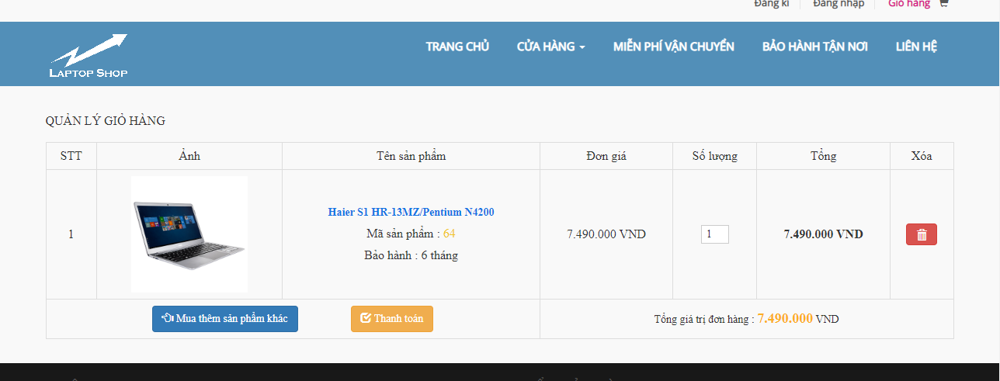 Đăng kí Đăng nhập Giỏ hàng
LAPTOP SHOP
TRANG CHỦ CỬA HÀNG MIỄN PHÍ VẬN CHUYỂN BẢO HÀNH TẬN NƠI LIÊN HỆ
QUẢN LÝ GIỎ HÀNG
STT Ảnh Tên sản phẩm Đơn giá Số lượng Tổng Xóa
Haier S1 HR-13MZ/Pentium N4200
Mã sản phẩm : 64
1 7.490.000 VND 1 7.490.000 VND
Bảo hành : 6 tháng
Mua thêm sản phẩm khác Thanh toán Tổng giá trị đơn hàng : 7.490.000 VND